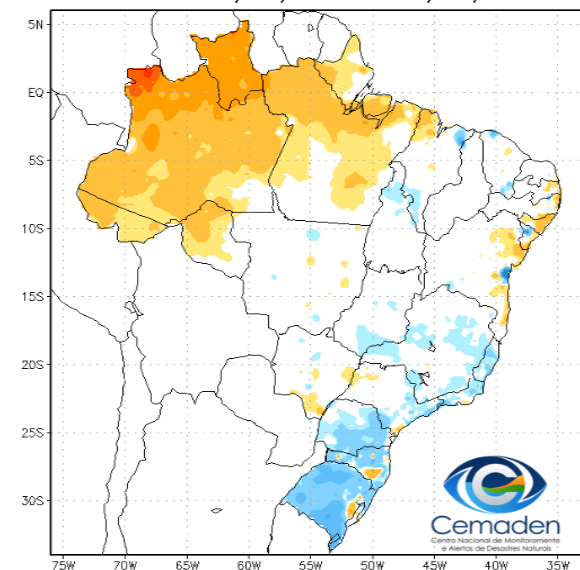 5N
EQ
5S
10S
15S
20S
25S
30S
75W
70W
65W
60W
55W
50W
45W
40W
35W
Cemaden
Centro Nacional de Monitoramento
e Alertas de Desastres Naturais